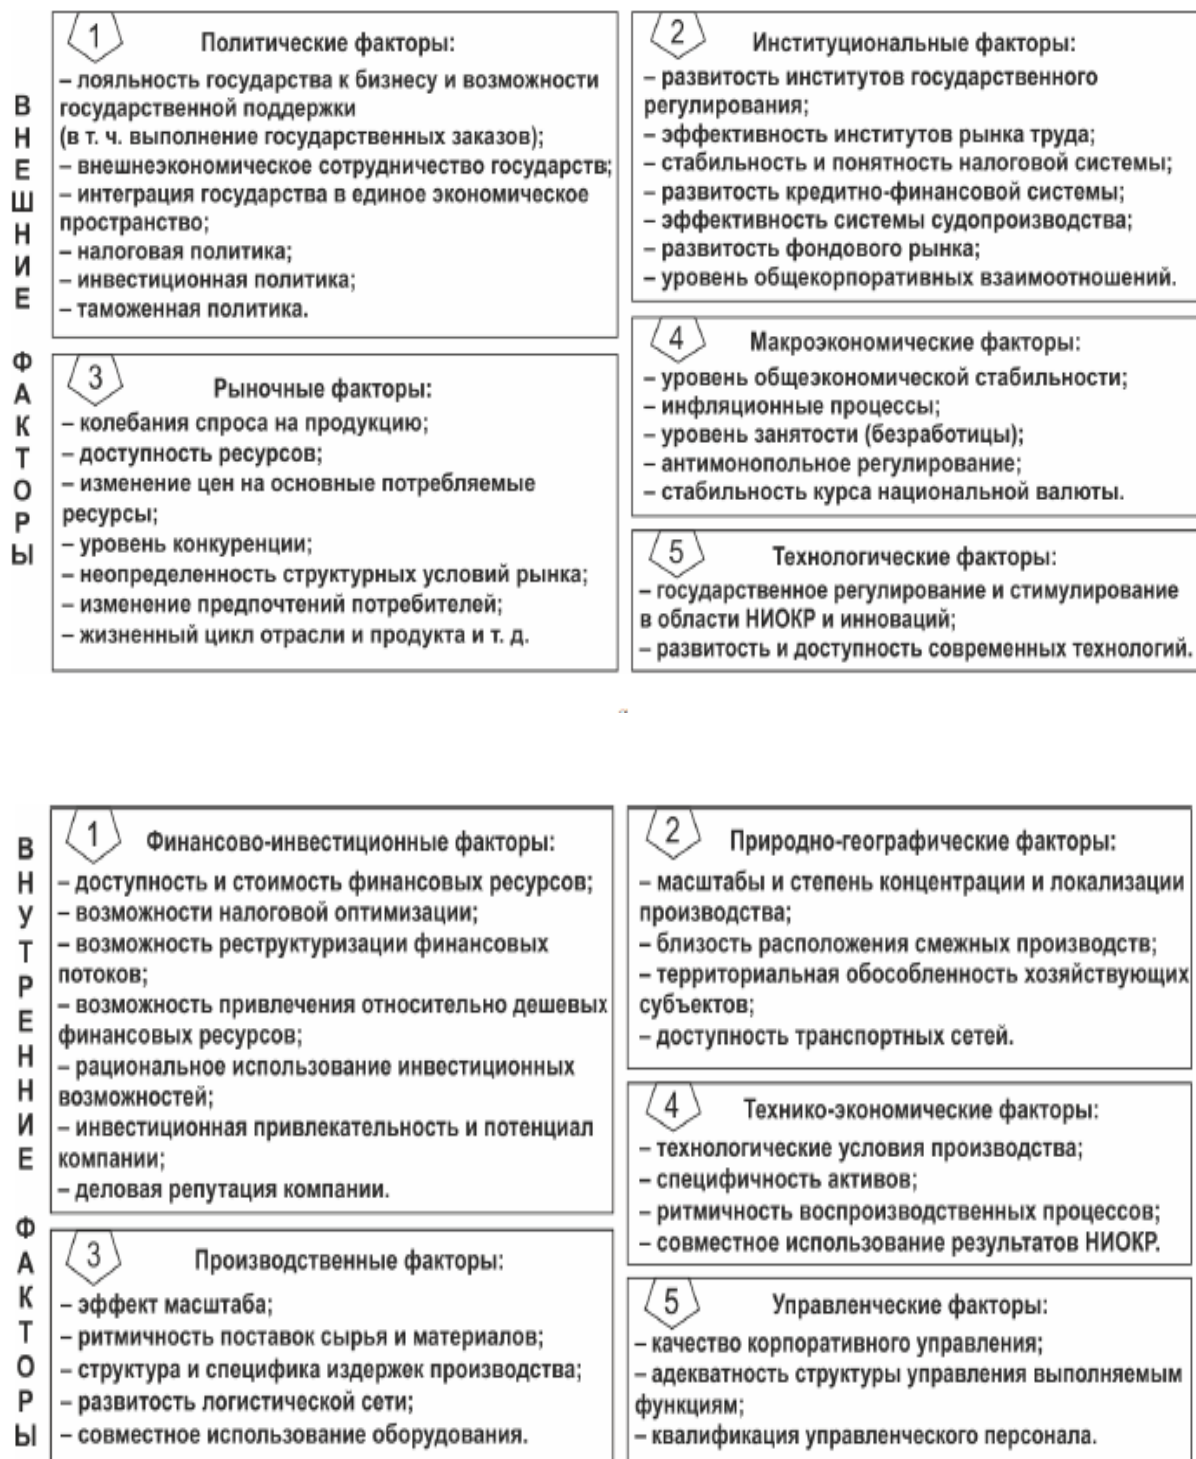 ВНЕШНИЕ ФАКТОРЫ
1
Политические факторы:
– лояльность государства к бизнесу и возможности
государственной поддержки
(в т. ч. выполнение государственных заказов);
– внешнеэкономическое сотрудничество государств;
– интеграция государства в единое экономическое
пространство;
– налоговая политика;
– инвестиционная политика;
– таможенная политика.
2
Институциональные факторы:
– развитость институтов государственного
регулирования;
– эффективность институтов рынка труда;
– стабильность и понятность налоговой системы;
– развитость кредитно-финансовой системы;
– эффективность системы судопроизводства;
– развитость фондового рынка;
– уровень общекорпоративных взаимоотношений.
3
Рыночные факторы:
– колебания спроса на продукцию;
– доступность ресурсов;
– изменение цен на основные потребляемые
ресурсы;
– уровень конкуренции;
– неопределенность структурных условий рынка;
– изменение предпочтений потребителей;
– жизненный цикл отрасли и продукта и т. д.
4
Макроэкономические факторы:
– уровень общеэкономической стабильности;
– инфляционные процессы;
– уровень занятости (безработицы);
– антимонопольное регулирование;
– стабильность курса национальной валюты.
5
Технологические факторы:
– государственное регулирование и стимулирование
в области НИОКР и инноваций;
– развитость и доступность современных технологий.
ВНУТРЕННИЕ ФАКТОРЫ
1
Финансово-инвестиционные факторы:
– доступность и стоимость финансовых ресурсов;
– возможности налоговой оптимизации;
– возможность реструктуризации финансовых
потоков;
– возможность привлечения относительно дешевых
финансовых ресурсов;
– рациональное использование инвестиционных
возможностей;
– инвестиционная привлекательность и потенциал
компании;
– деловая репутация компании.
2
Природно-географические факторы:
– масштабы и степень концентрации и локализации
производства;
– близость расположения смежных производств;
– территориальная обособленность хозяйствующих
субъектов;
– доступность транспортных сетей.
3
Производственные факторы:
– эффект масштаба;
– ритмичность поставок сырья и материалов;
– структура и специфика издержек производства;
– развитость логистической сети;
– совместное использование оборудования.
4
Технико-экономические факторы:
– технологические условия производства;
– специфичность активов;
– ритмичность воспроизводственных процессов;
– совместное использование результатов НИОКР.
5
Управленческие факторы:
– качество корпоративного управления;
– адекватность структуры управления выполняемым
функциям;
– квалификация управленческого персонала.